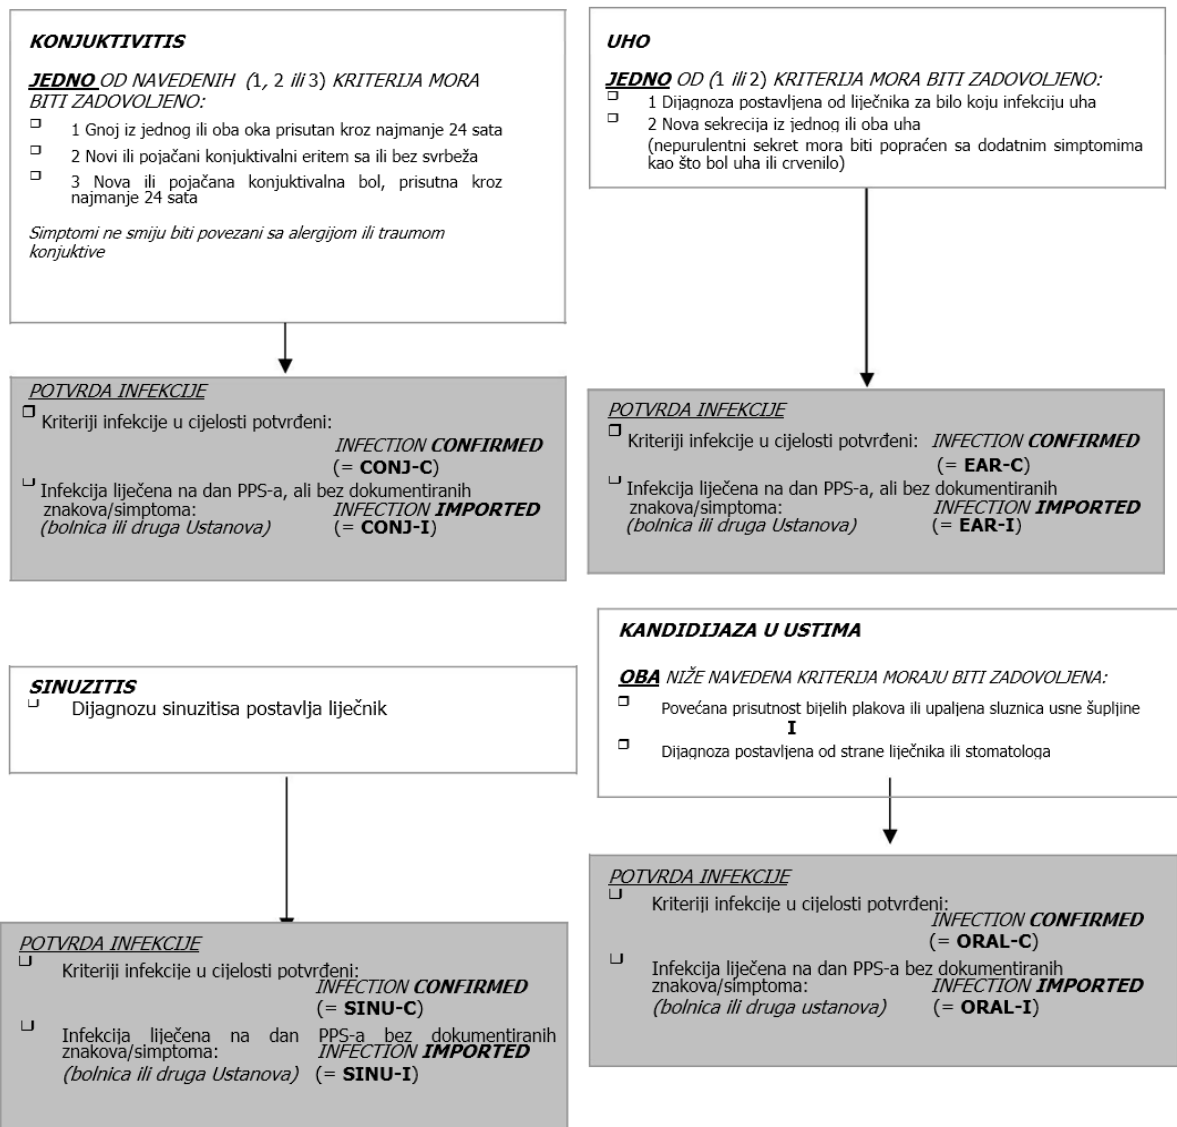 KONJUKTIVITIS
JEDNO OD NAVEDENIH (1, 2 ili 3) KRITERIJA MORA
BITI ZADOVOLJENO:
❒ 1 Gnoj iz jednog ili oba oka prisutan kroz najmanje 24 sata
❒ 2 Novi ili pojačani konjuktivalni eritem sa ili bez svrbeža
❒ 3 Nova ili pojačana konjuktivalna bol, prisutna kroz
najmanje 24 sata
Simptomi ne smiju biti povezani sa alergijom ili traumom
konjuktive
POTVRDA INFEKCIJE
❒ Kriteriji infekcije u cijelosti potvrđeni:
INFECTION CONFIRMED
(= CONJ-C)
❒ Infekcija liječena na dan PPS-a, ali bez dokumentiranih
znakova/simptoma: INFECTION IMPORTED
(bolnica ili druga Ustanova) (= CONJ-I)
UHO
JEDNO OD (1 ili 2) KRITERIJA MORA BITI ZADOVOLJENO:
❒ 1 Dijagnoza postavljena od liječnika za bilo koju infekciju uha
❒ 2 Nova sekrecija iz jednog ili oba uha
(nepurulentni sekret mora biti popraćen sa dodatnim simptomima
kao što bol uha ili crvenilo)
POTVRDA INFEKCIJE
❒ Kriteriji infekcije u cijelosti potvrđeni: INFECTION CONFIRMED
(= EAR-C)
❒ Infekcija liječena na dan PPS-a, ali bez dokumentiranih
znakova/simptoma: INFECTION IMPORTED
(bolnica ili druga Ustanova) (= EAR-I)
SINUZITIS
❒ Dijagnozu sinuzitisa postavlja liječnik
POTVRDA INFEKCIJE
❒ Kriteriji infekcije u cijelosti potvrđeni:
INFECTION CONFIRMED
(= SINU-C)
❒ Infekcija liječena na dan PPS-a bez dokumentiranih
znakova/simptoma: INFECTION IMPORTED
(bolnica ili druga Ustanova) (= SINU-I)
KANDIDIJAZA U USTIMA
OBA NIŽE NAVEDENA KRITERIJA MORAJU BITI ZADOVOLJENA:
❒ Povećana prisutnost bijelih plakova ili upaljena sluznica usne šupljine
I
❒ Dijagnoza postavljena od strane liječnika ili stomatologa
POTVRDA INFEKCIJE
❒ Kriteriji infekcije u cijelosti potvrđeni:
INFECTION CONFIRMED
(= ORAL-C)
❒ Infekcija liječena na dan PPS-a bez dokumentiranih
znakova/simptoma: INFECTION IMPORTED
(bolnica ili druga ustanova) (= ORAL-I)